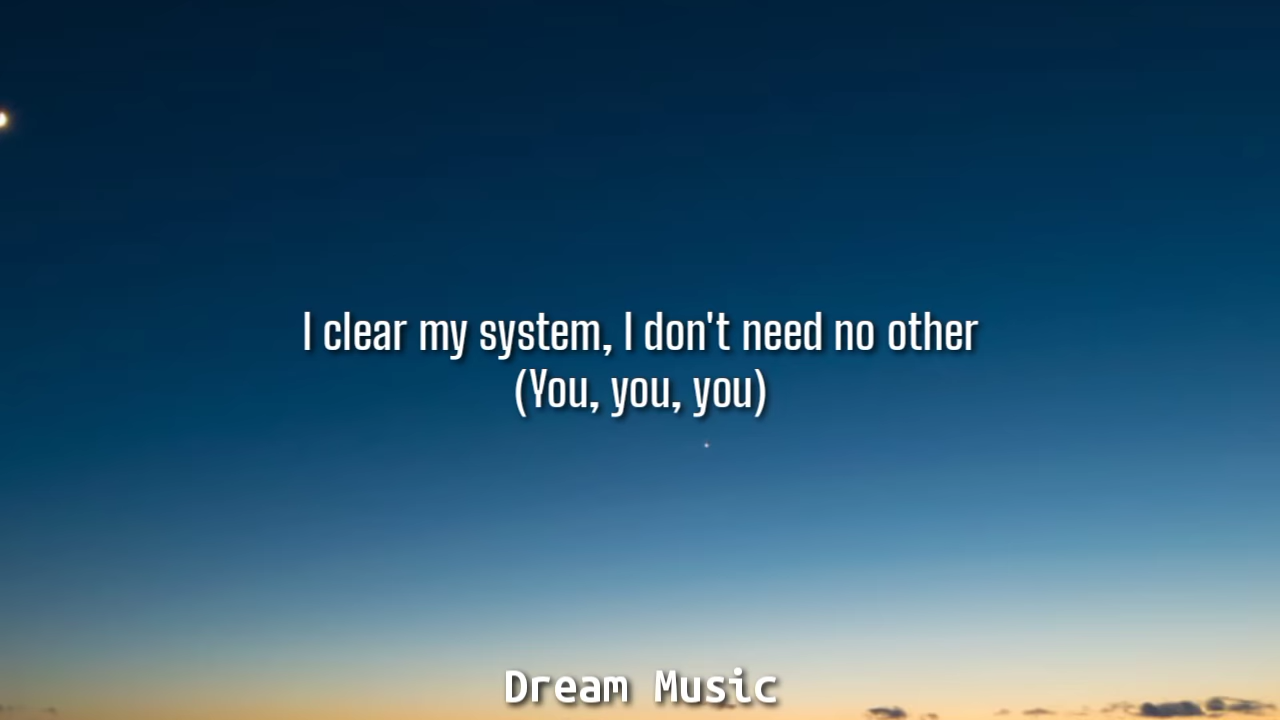 I clear my system, I don't need no other
(You, you, you)
Dream Music